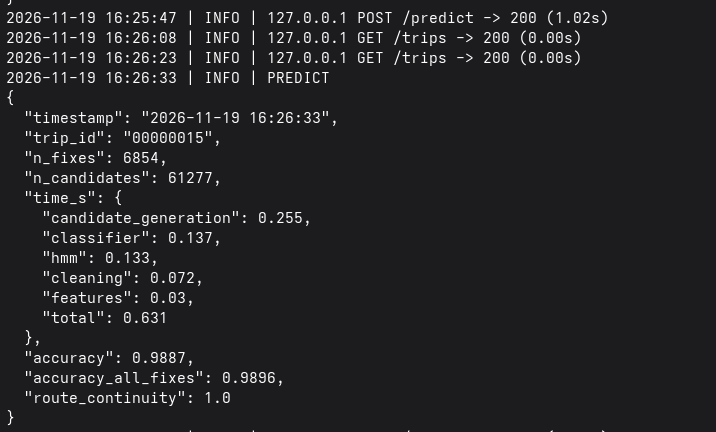 }
2026-11-19 16:25:47 | INFO | 127.0.0.1 POST /predict -> 200 (1.02s)
2026-11-19 16:26:08 | INFO | 127.0.0.1 GET /trips -> 200 (0.00s)
2026-11-19 16:26:23 | INFO | 127.0.0.1 GET /trips -> 200 (0.00s)
2026-11-19 16:26:33 | INFO | PREDICT
{
  "timestamp": "2026-11-19 16:26:33",
  "trip_id": "00000015",
  "n_fixes": 6854,
  "n_candidates": 61277,
  "time_s": {
    "candidate_generation": 0.255,
    "classifier": 0.137,
    "hmm": 0.133,
    "cleaning": 0.072,
    "features": 0.03,
    "total": 0.631
  },
  "accuracy": 0.9887,
  "accuracy_all_fixes": 0.9896,
  "route_continuity": 1.0
}